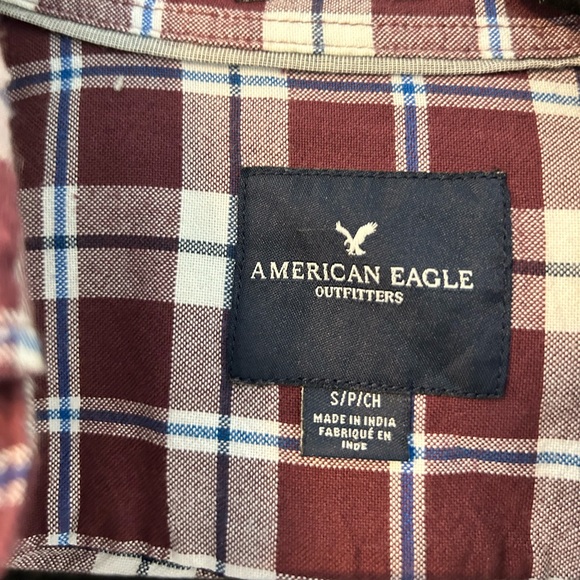 AMERICAN EAGLE
OUTFITTERS
S/P/CH
MADE IN INDIA
FABRIQUÉ EN
INDE